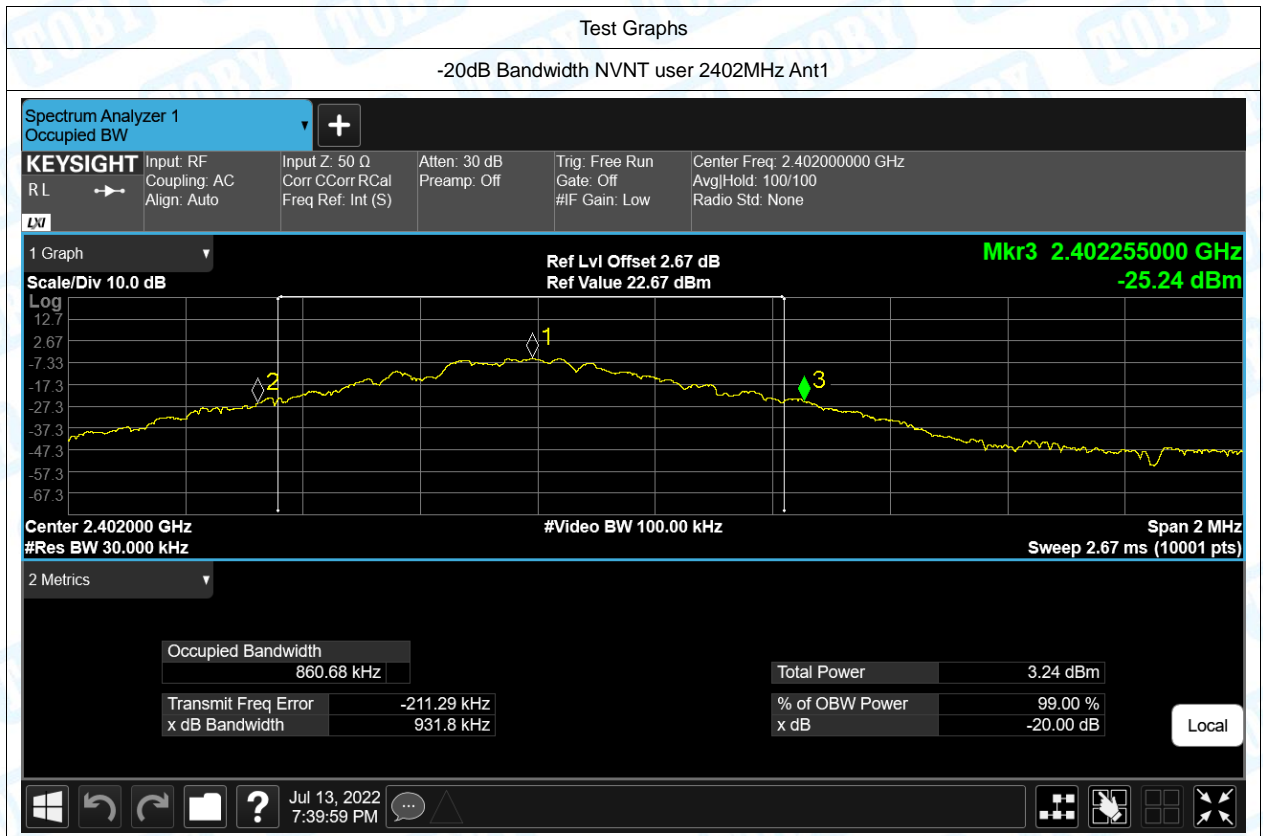 Test Graphs
-20dB Bandwidth NVNT user 2402MHz Ant1
Spectrum Analyzer 1
Occupied BW
KEYSIGHT
R L
LXI
Input: RF
Coupling: AC
Align: Auto
Input Z: 50 Ω
Corr CCorr RCal
Freq Ref: Int (S)
Atten: 30 dB
Preamp: Off
Trig: Free Run
Gate: Off
#IF Gain: Low
Center Freq: 2.402000000 GHz
Avg|Hold: 100/100
Radio Std: None
1 Graph
Scale/Div 10.0 dB
Ref Lvl Offset 2.67 dB
Ref Value 22.67 dBm
Mkr3 2.402255000 GHz
-25.24 dBm
Log
12.7
2.67
-7.33
-17.3
-27.3
-37.3
-47.3
-57.3
-67.3
1
2
3
Center 2.402000 GHz
#Res BW 30.000 kHz
#Video BW 100.00 kHz
Span 2 MHz
Sweep 2.67 ms (10001 pts)
2 Metrics
Occupied Bandwidth
860.68 kHz
Transmit Freq Error -211.29 kHz
x dB Bandwidth 931.8 kHz
Total Power 3.24 dBm
% of OBW Power 99.00 %
x dB -20.00 dB
Local
?
Jul 13, 2022
7:39:59 PM
TOBY